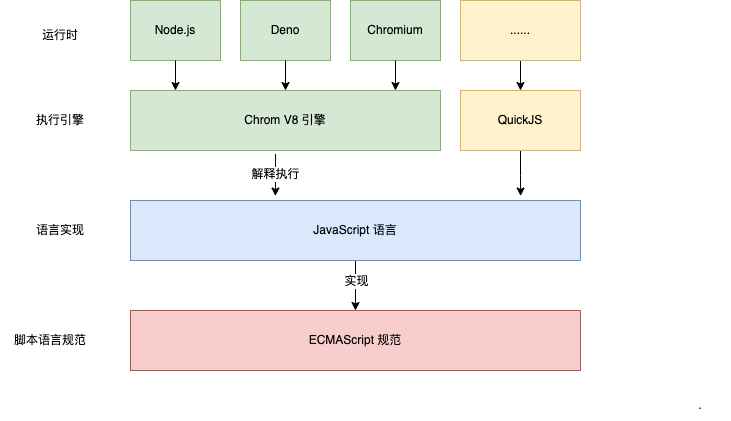 运行时
Node.js
Deno
Chromium
......
执行引擎
Chrom V8 引擎
QuickJS
解释执行
语言实现
JavaScript 语言
实现
脚本语言规范
ECMAScript 规范
.